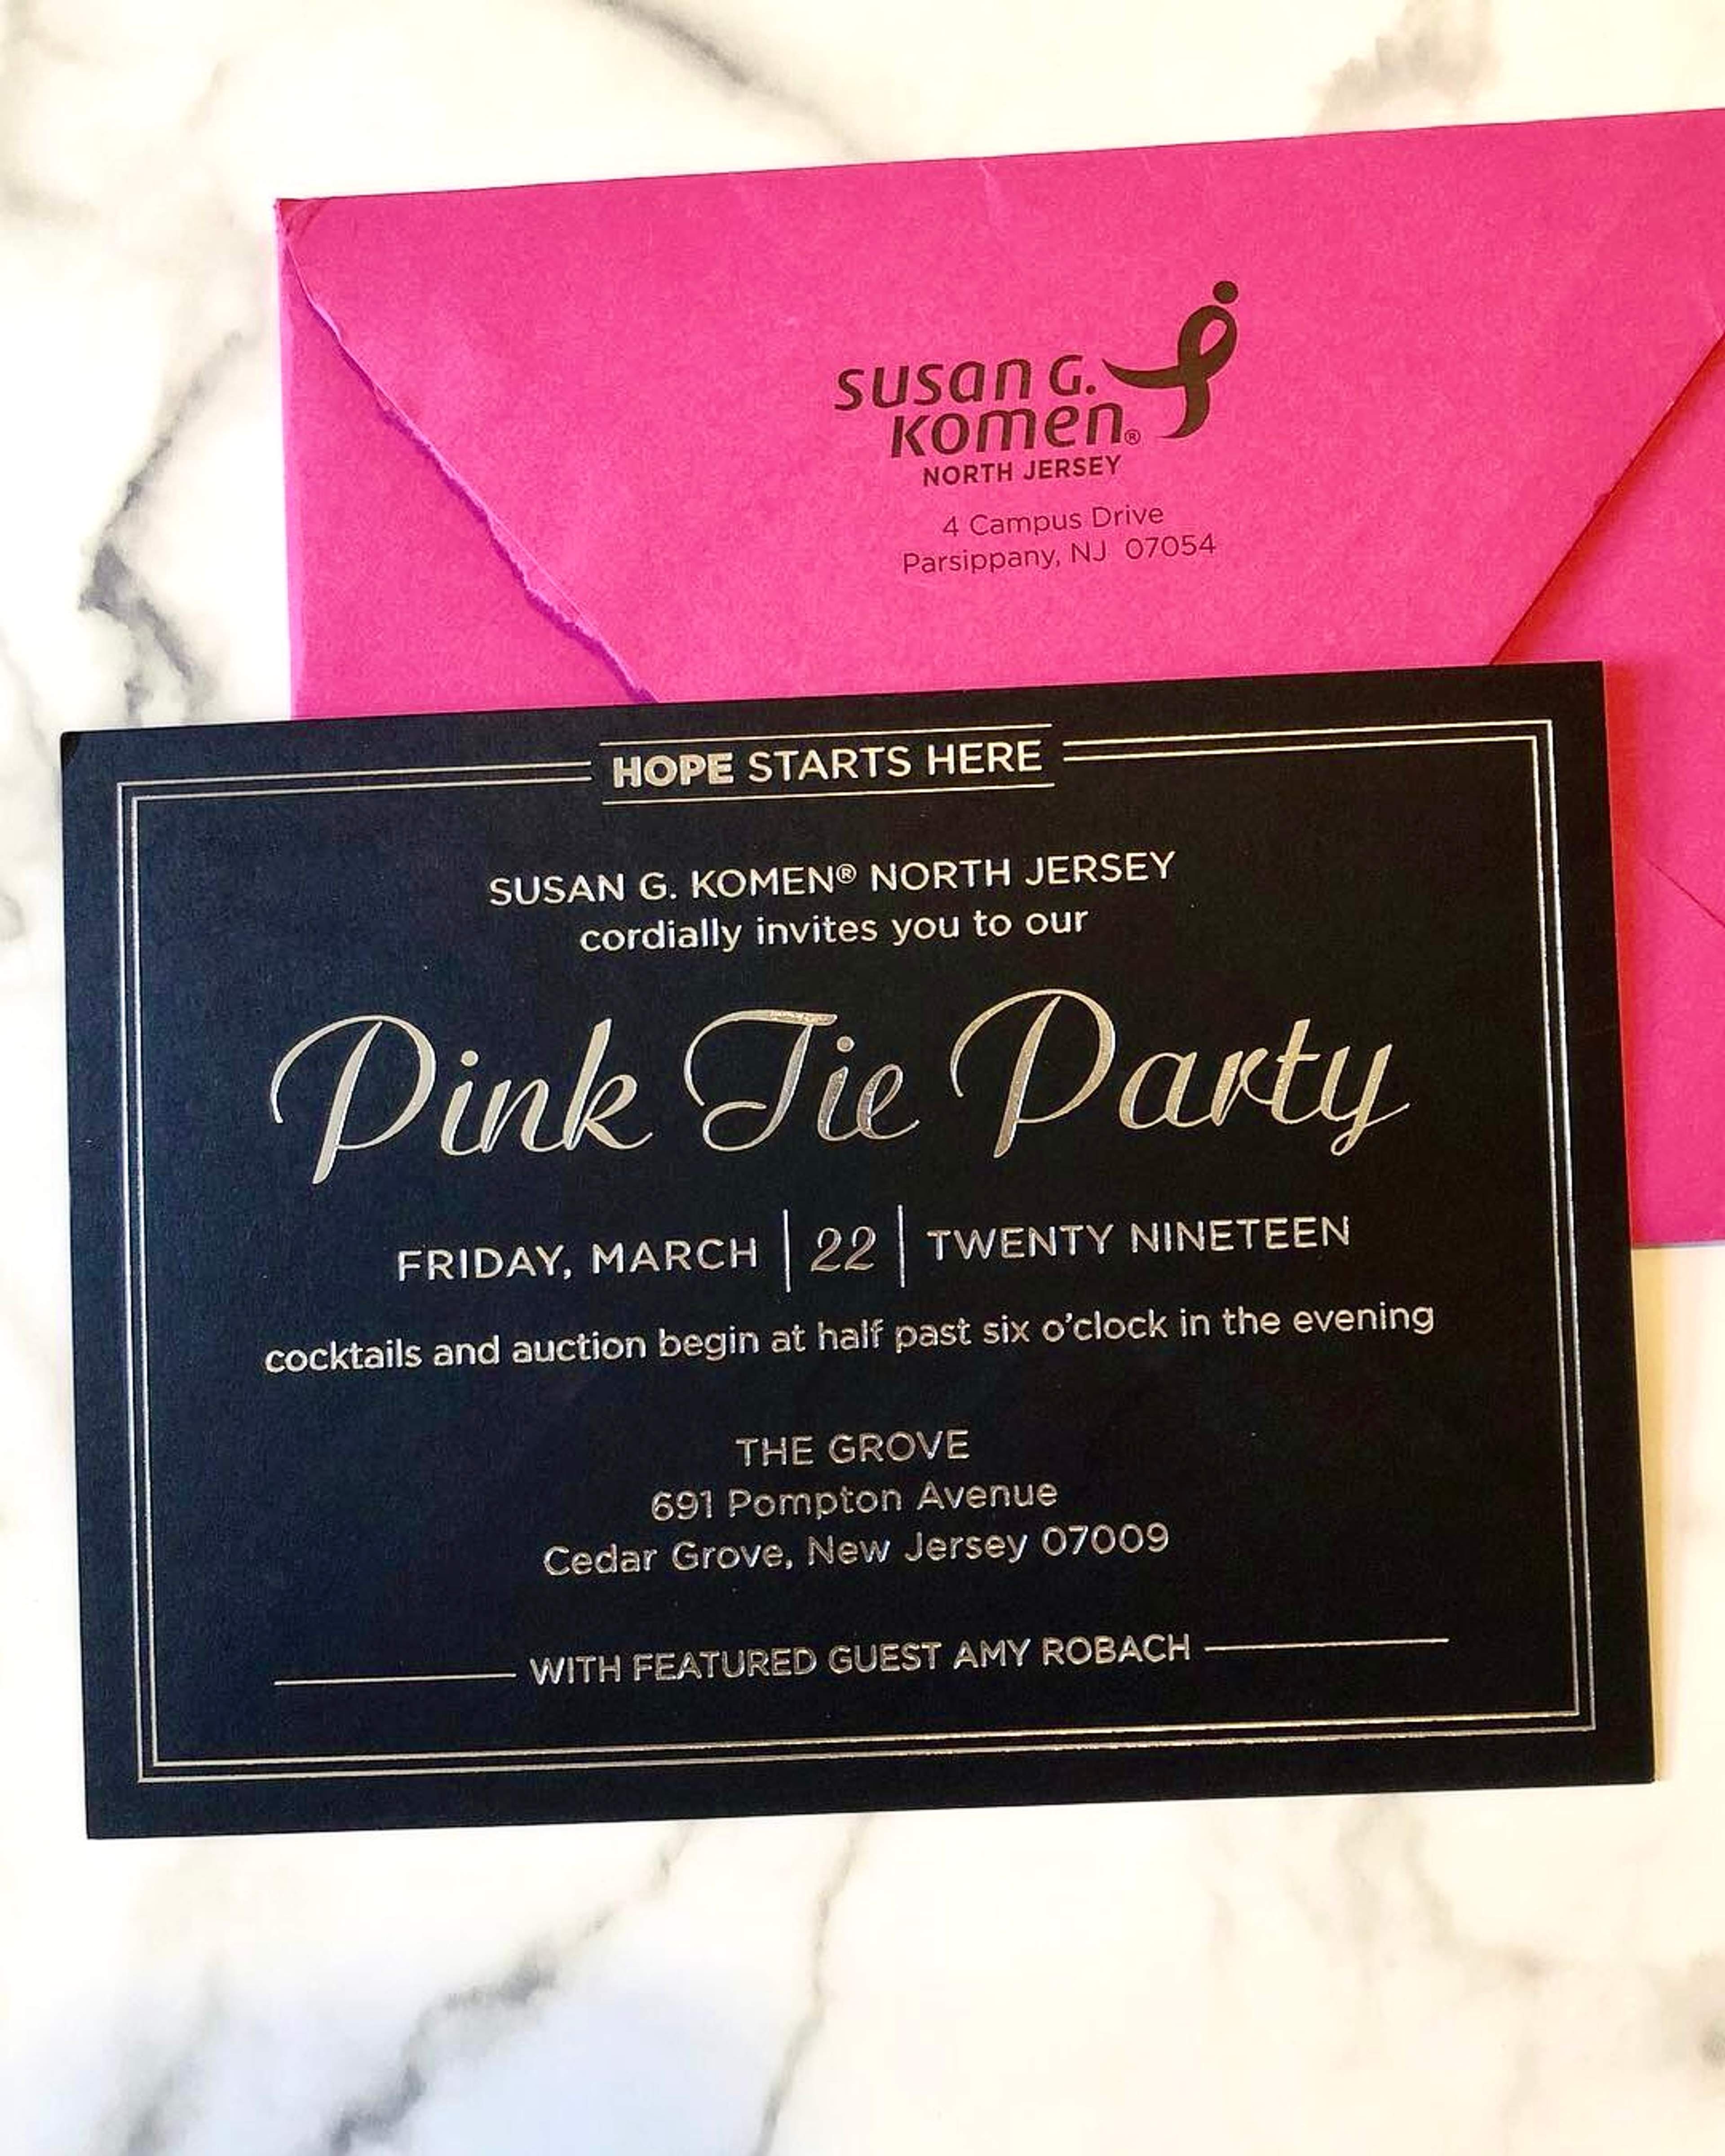 susan G.
Komen®
NORTH JERSEY
4 Campus Drive
Parsippany, NJ 07054
HOPE STARTS HERE
SUSAN G. KOMEN® NORTH JERSEY
cordially invites you to our
Pink Tie Party
FRIDAY, MARCH | 22 | TWENTY NINETEEN
cocktails and auction begin at half past six o'clock in the evening
THE GROVE
691 Pompton Avenue
Cedar Grove, New Jersey 07009
WITH FEATURED GUEST AMY ROBACH